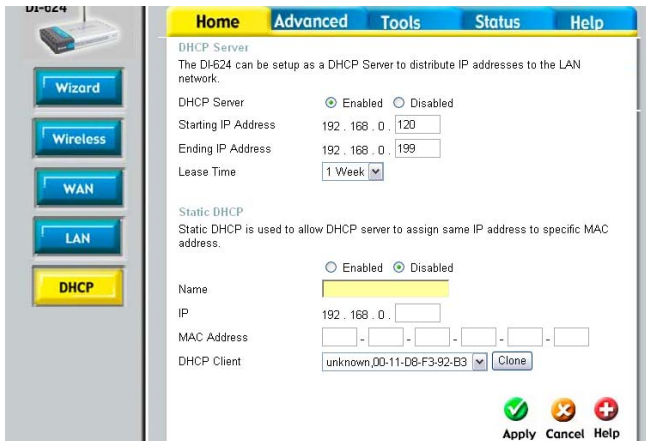 DI-624
Home Advanced Tools Status Help
Wizard
Wireless
WAN
LAN
DHCP
DHCP Server
The DI-624 can be setup as a DHCP Server to distribute IP addresses to the LAN
network.
DHCP Server Enabled Disabled
Starting IP Address 192 . 168 . 0 . 120
Ending IP Address 192 . 168 . 0 . 199
Lease Time 1 Week
Static DHCP
Static DHCP is used to allow DHCP server to assign same IP address to specific MAC
address.
Enabled Disabled
Name
IP 192 . 168 . 0 .
MAC Address - - - - -
DHCP Client unknown,00-11-D8-F3-92-B3 Clone
Apply Cancel Help